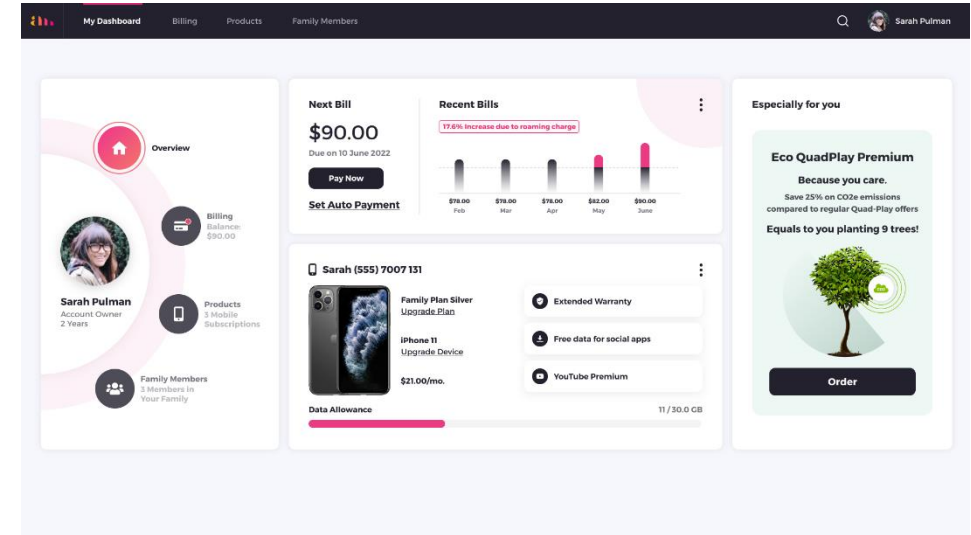 My Dashboard
Billing
Products
Family Members
Sarah Pulman
Overview
Billing
Balance:
$90.00
Sarah Pulman
Account Owner
2 Years
Products
3 Mobile
Subscriptions
Family Members
3 Members in
Your Family
Next Bill
$90.00
Due on 10 June 2022
Pay Now
Set Auto Payment
Recent Bills
17.6% Increase due to roaming charge
$78.00 $78.00 $78.00 $82.00 $90.00
Feb Mar Apr May June
Sarah (555) 7007 131
Family Plan Silver
Upgrade Plan
iPhone 11
Upgrade Device
$21.00/mo.
Extended Warranty
Free data for social apps
YouTube Premium
Data Allowance
11 / 30.0 GB
Especially for you
Eco QuadPlay Premium
Because you care.
Save 25% on CO2e emissions
compared to regular Quad-Play offers
Equals to you planting 9 trees!
Order